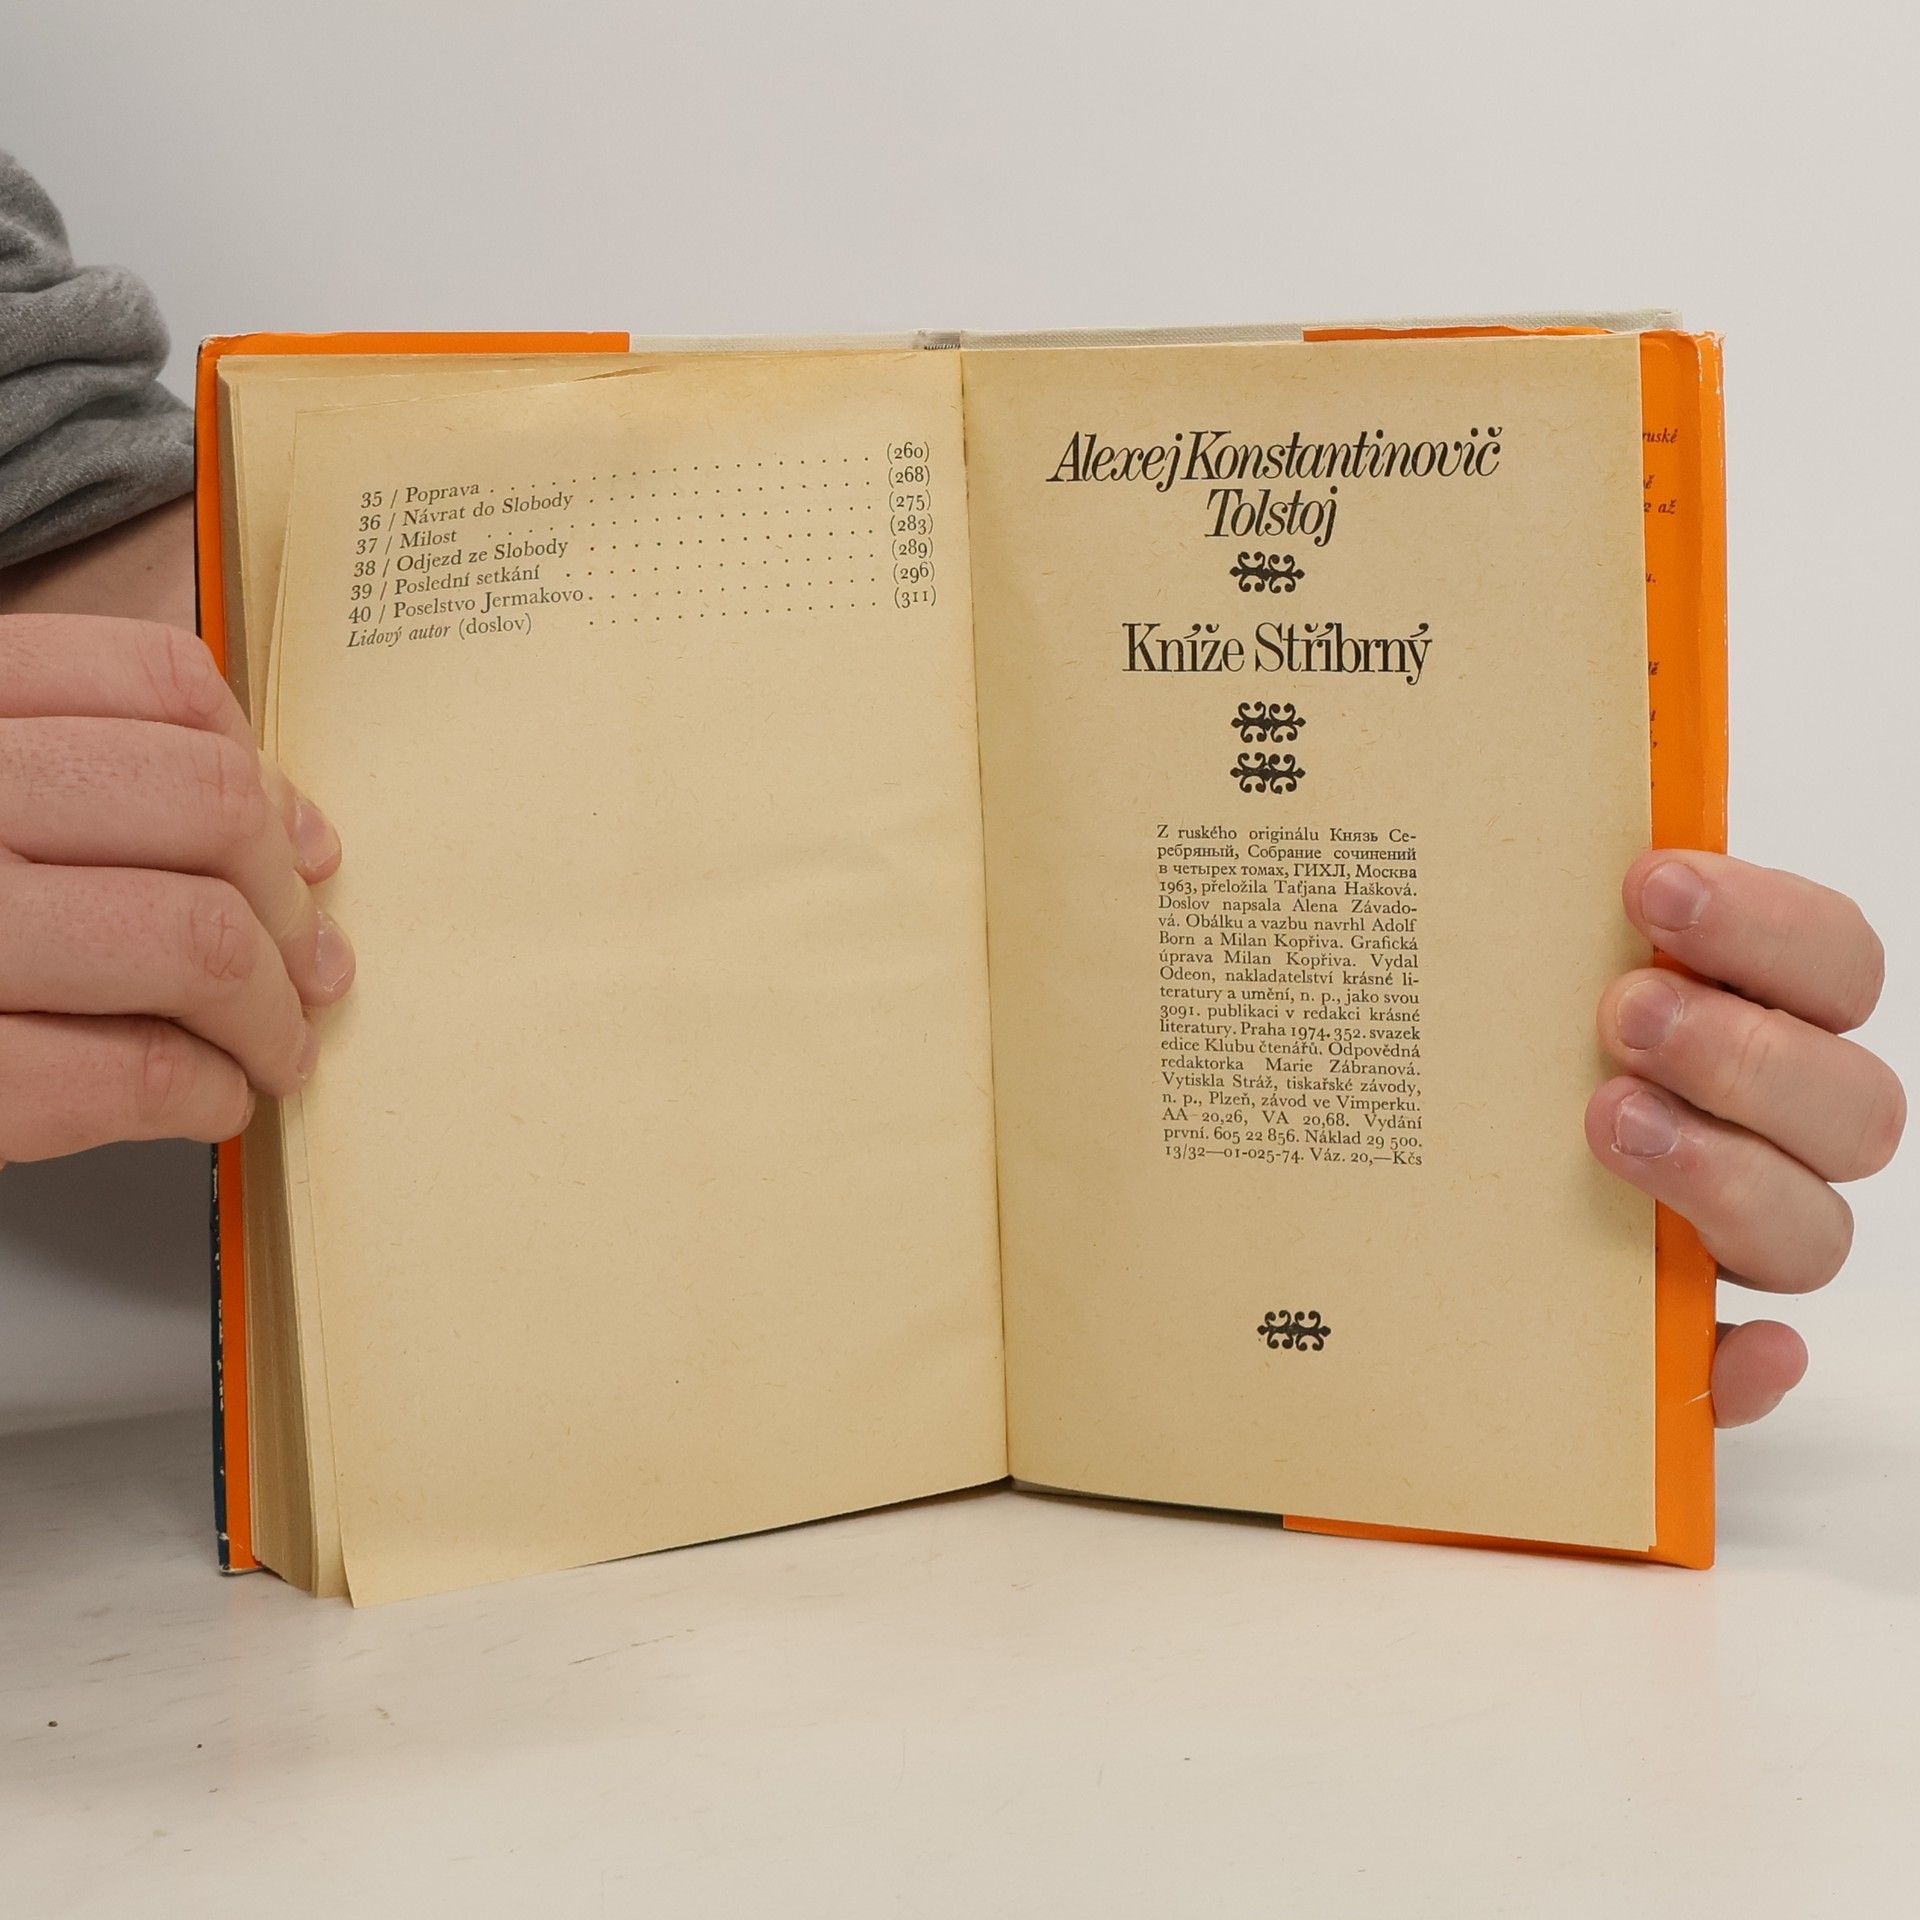 35 / Poprava . . . . . . . . . . . . . . . . (260)
36 / Návrat do Slobody . . . . . . . . . . . . (268)
37 / Milost . . . . . . . . . . . . . . . . (275)
38 / Odjezd ze Slobody . . . . . . . . . . . . (283)
39 / Poslední setkání . . . . . . . . . . . . . (289)
40 / Poselstvo Jermakovo . . . . . . . . . . . . (296)
Lidový autor (doslov) . . . . . . . . . . . . (311)
Alexej Konstantinovič
Tolstoj
Kníže Stříbrný
Z ruského originálu Князь Се-
ребряный, Собрание сочинений
в четырех томах, ГИХЛ, Москва
1963, přeložila Taťjana Hašková.
Doslov napsala Alena Závado-
vá. Obálku a vazbu navrhl Adolf
Born a Milan Kopřiva. Grafická
úprava Milan Kopřiva. Vydal
Odeon, nakladatelství krásné li-
teratury a umění, n. p., jako svou
3091. publikaci v redakci krásné
literatury. Praha 1974. 352. svazek
edice Klubu čtenářů. Odpovědná
redaktorka Marie Zábranová.
Vytiskla Stráž, tiskařské závody,
n. p., Plzeň, závod ve Vimperku.
AA 20,26, VA 20,68. Vydání
první. 605 22 856. Náklad 29 500.
13/32—01-025-74. Váz. 20,—Kčs
ruské
až